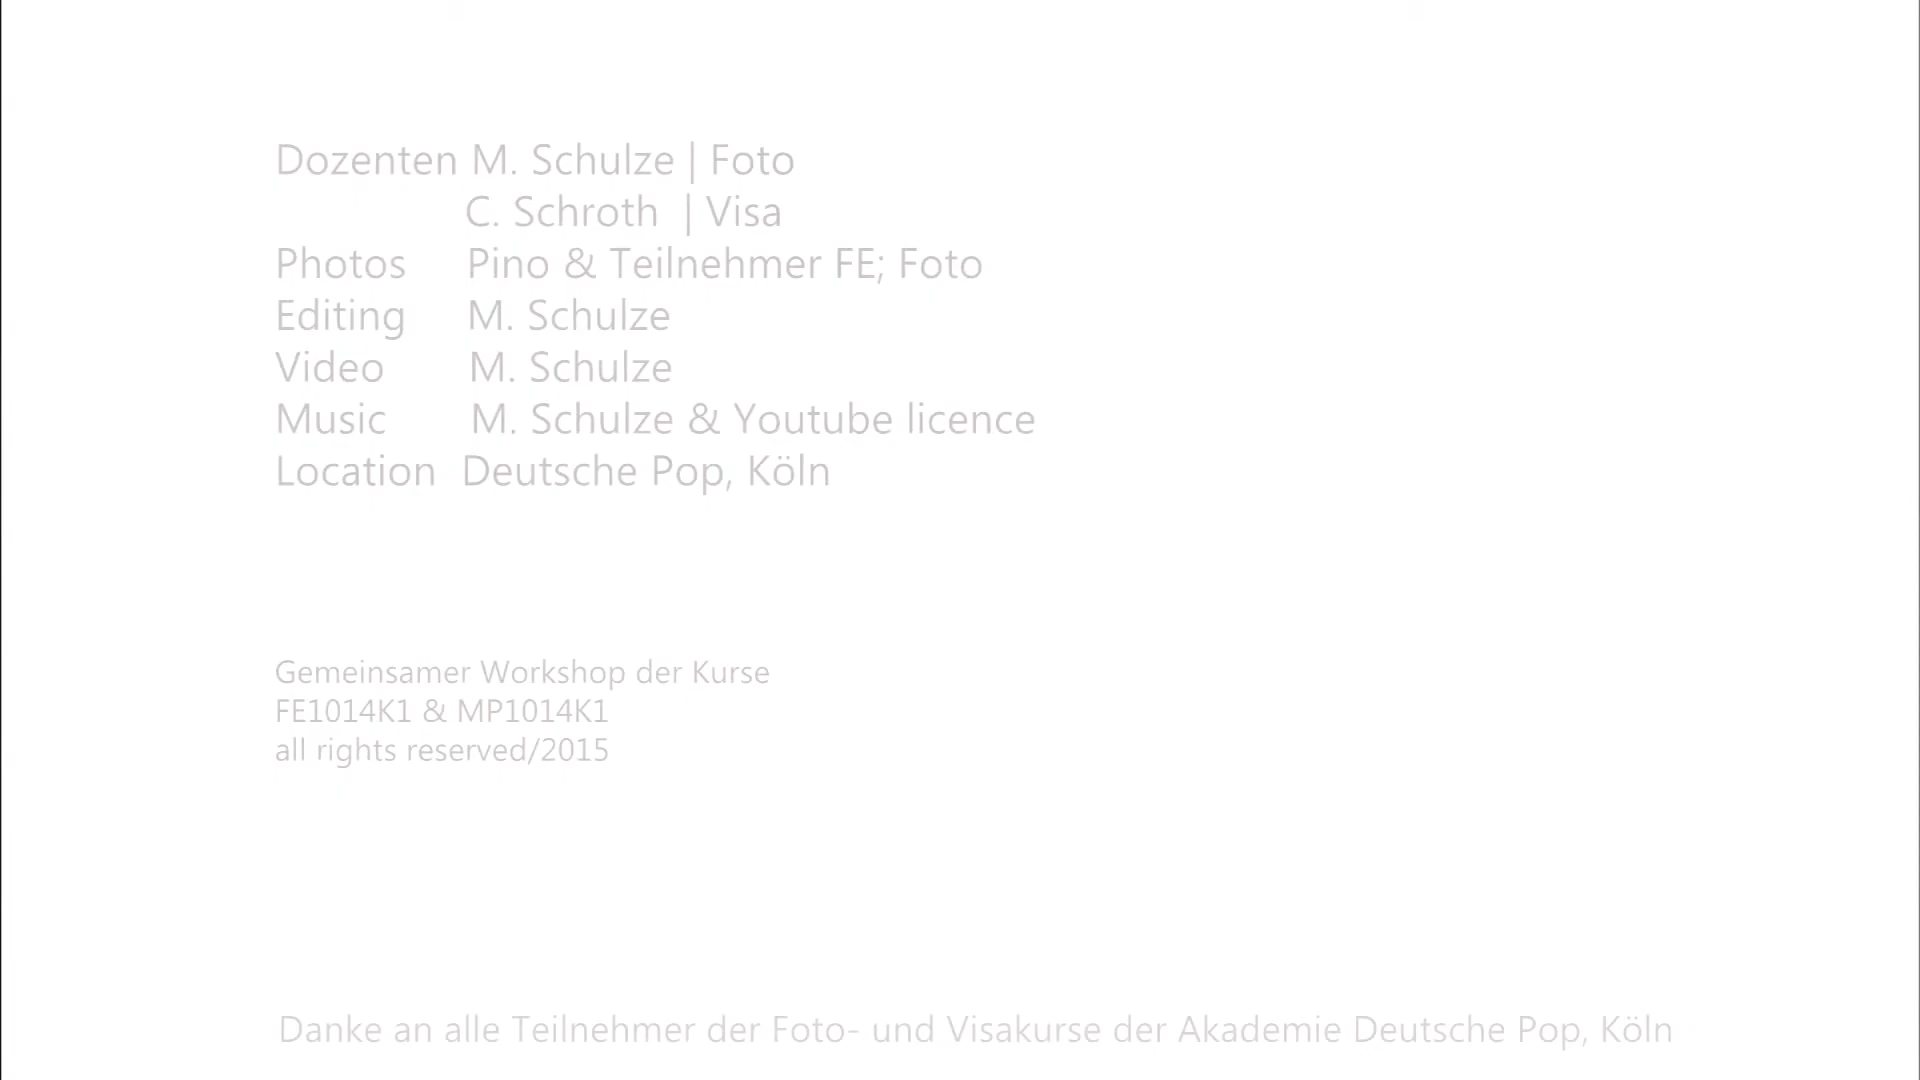 Dozenten M. Schulze | Foto
C. Schroth | Visa
Photos Pino & Teilnehmer FE; Foto
Editing M. Schulze
Video M. Schulze
Music M. Schulze & Youtube licence
Location Deutsche Pop, Köln
Gemeinsamer Workshop der Kurse
FE1014K1 & MP1014K1
all rights reserved/2015
Danke an alle Teilnehmer der Foto- und Visakurse der Akademie Deutsche Pop, Köln